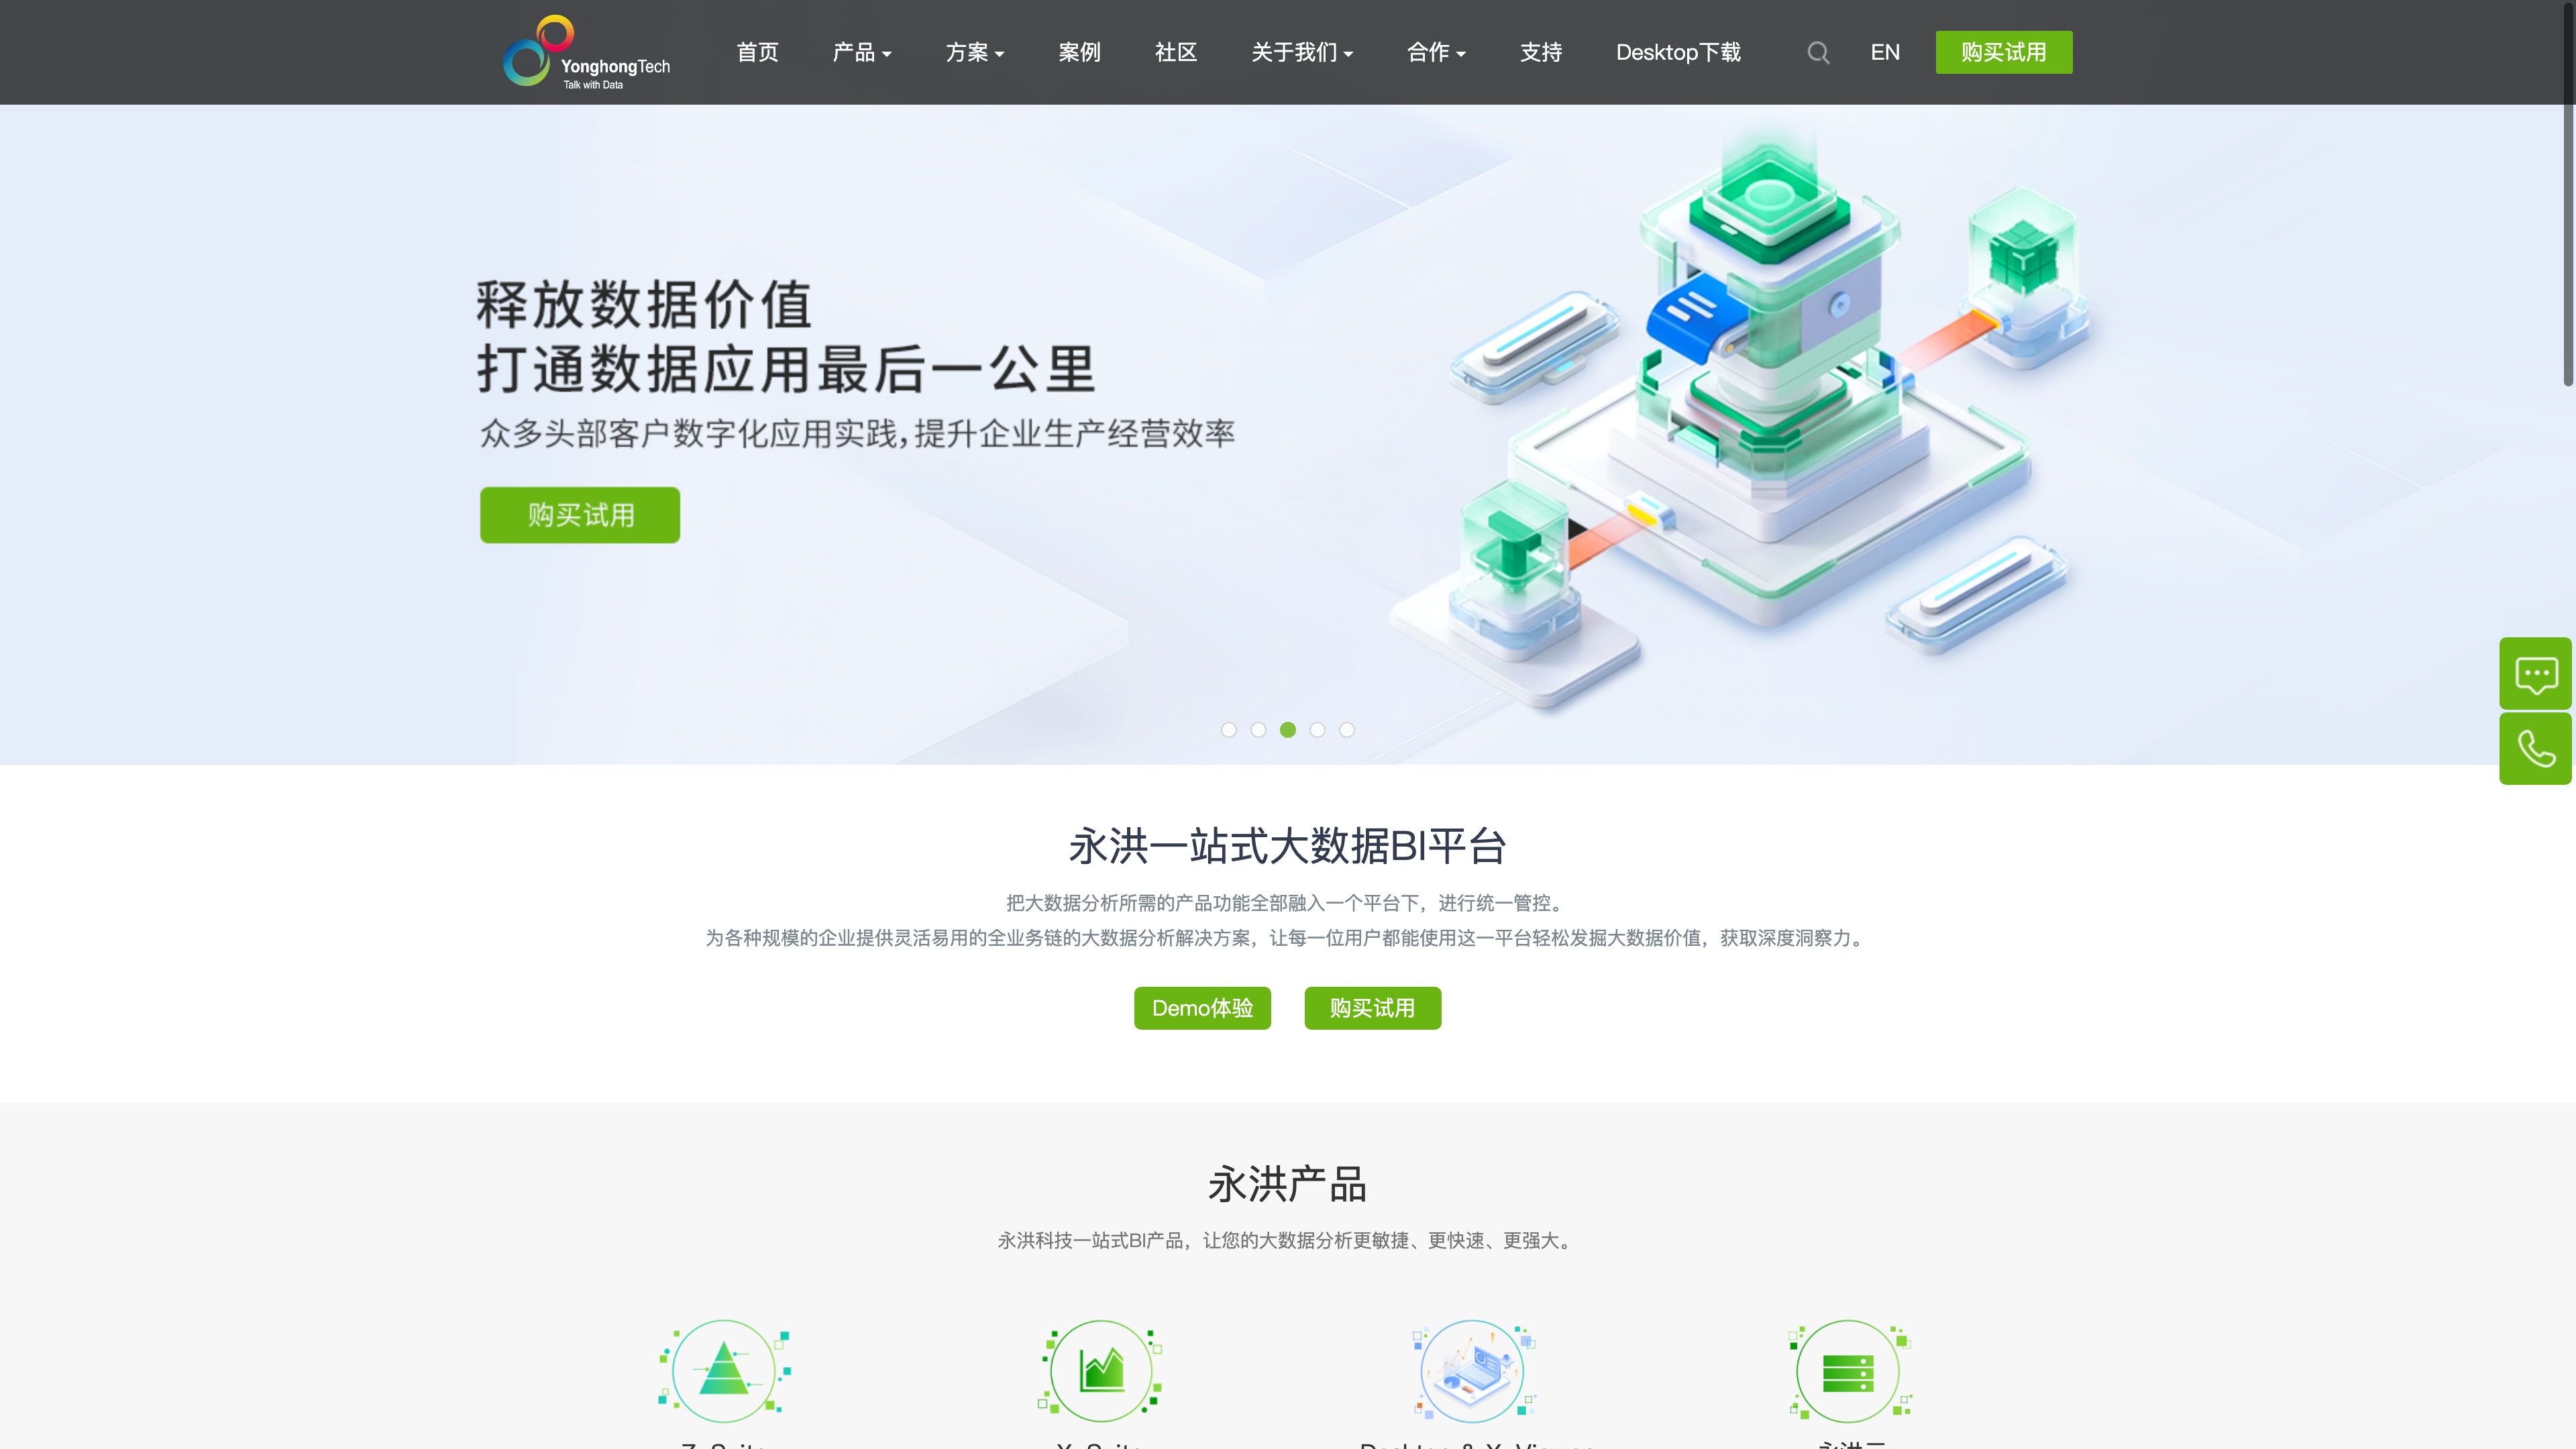 YonghongTech
Talk with Data
首页 产品 方案 案例 社区 关于我们 合作 支持 Desktop下载 EN 购买试用
释放数据价值
打通数据应用最后一公里
众多头部客户数字化应用实践,提升企业生产经营效率
购买试用
永洪一站式大数据BI平台
把大数据分析所需的产品功能全部融入一个平台下，进行统一管控。
为各种规模的企业提供灵活易用的全业务链的大数据分析解决方案，让每一位用户都能使用这一平台轻松发掘大数据价值，获取深度洞察力。
Demo体验 购买试用
永洪产品
永洪科技一站式BI产品，让您的大数据分析更敏捷、更快速、更强大。